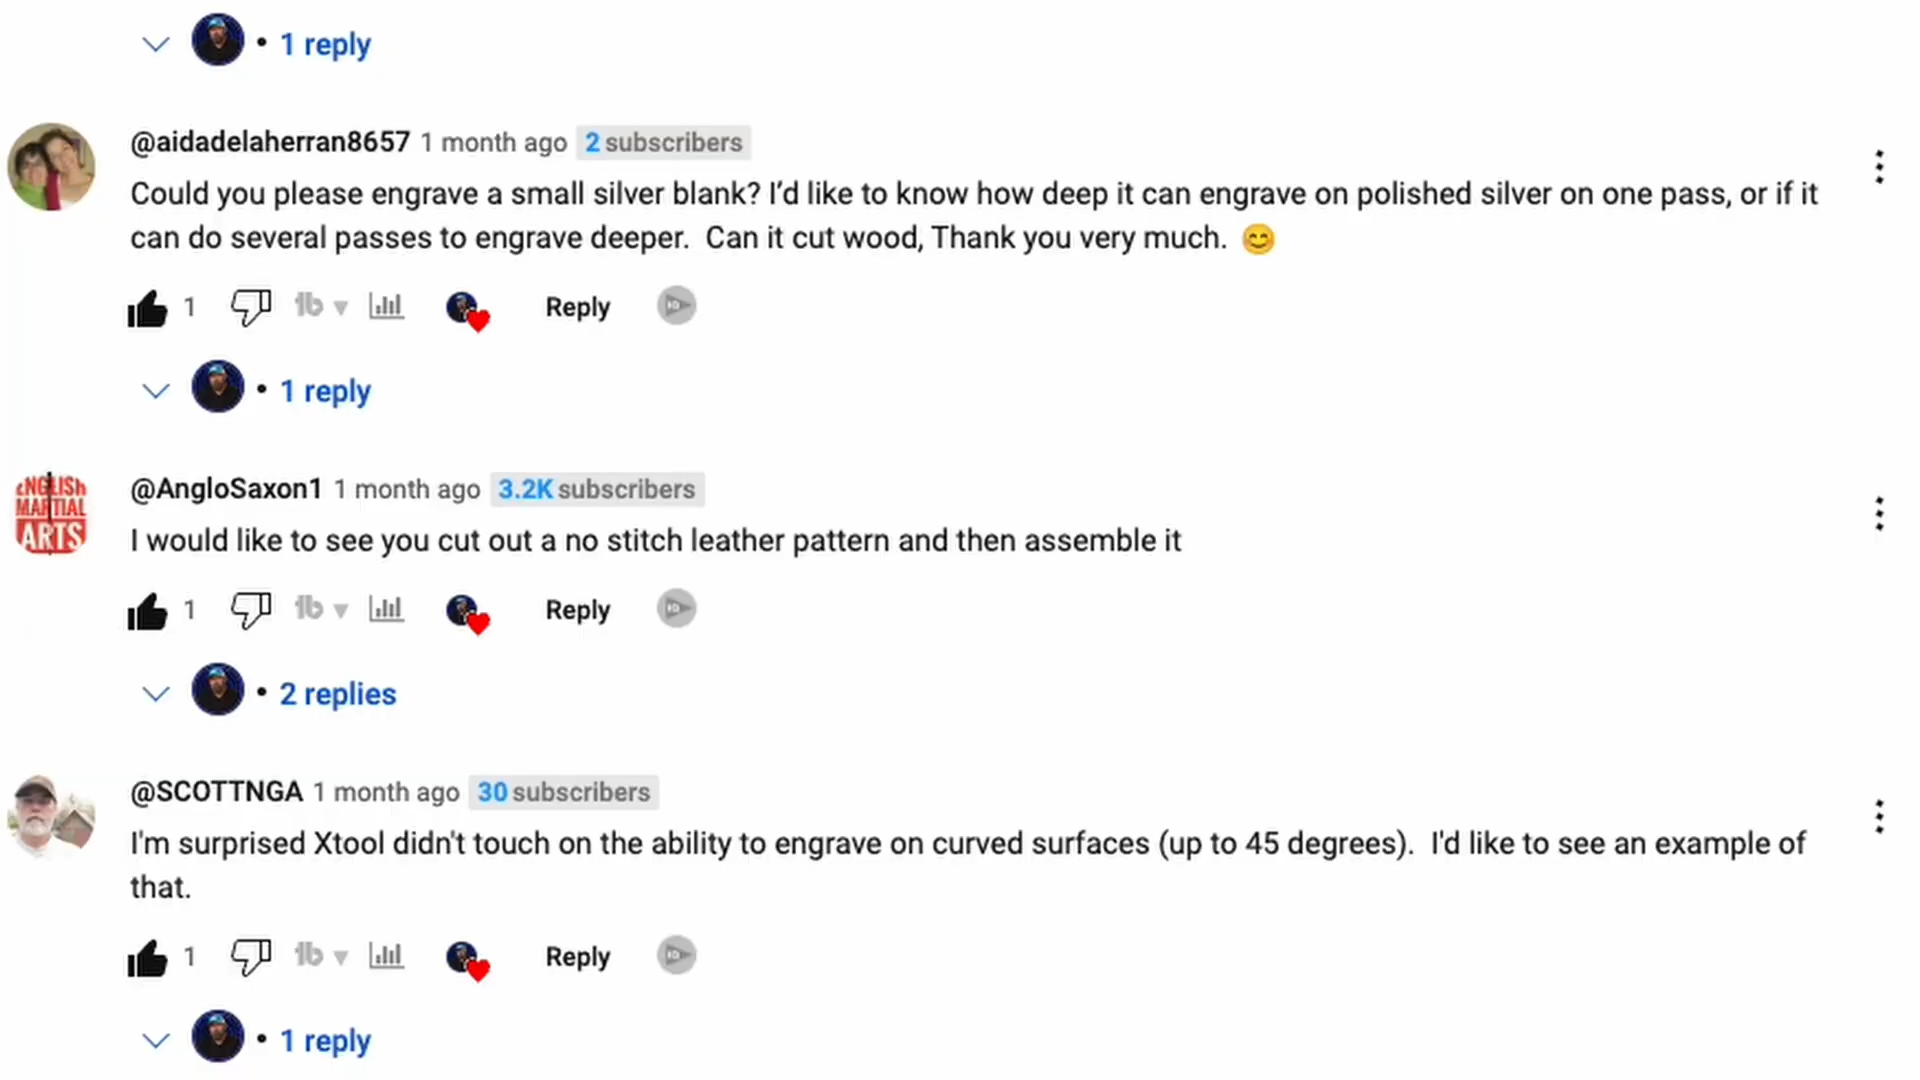 • 1 reply
@aidadelaherran8657 1 month ago 2 subscribers
Could you please engrave a small silver blank? I'd like to know how deep it can engrave on polished silver on one pass, or if it
can do several passes to engrave deeper. Can it cut wood, Thank you very much. 😊
1 Reply
• 1 reply
ENGLISH
MARTIAL
ARTS
@AngloSaxon1 1 month ago 3.2K subscribers
I would like to see you cut out a no stitch leather pattern and then assemble it
1 Reply
• 2 replies
@SCOTTNGA 1 month ago 30 subscribers
I'm surprised Xtool didn't touch on the ability to engrave on curved surfaces (up to 45 degrees). I'd like to see an example of
that.
1 Reply
• 1 reply